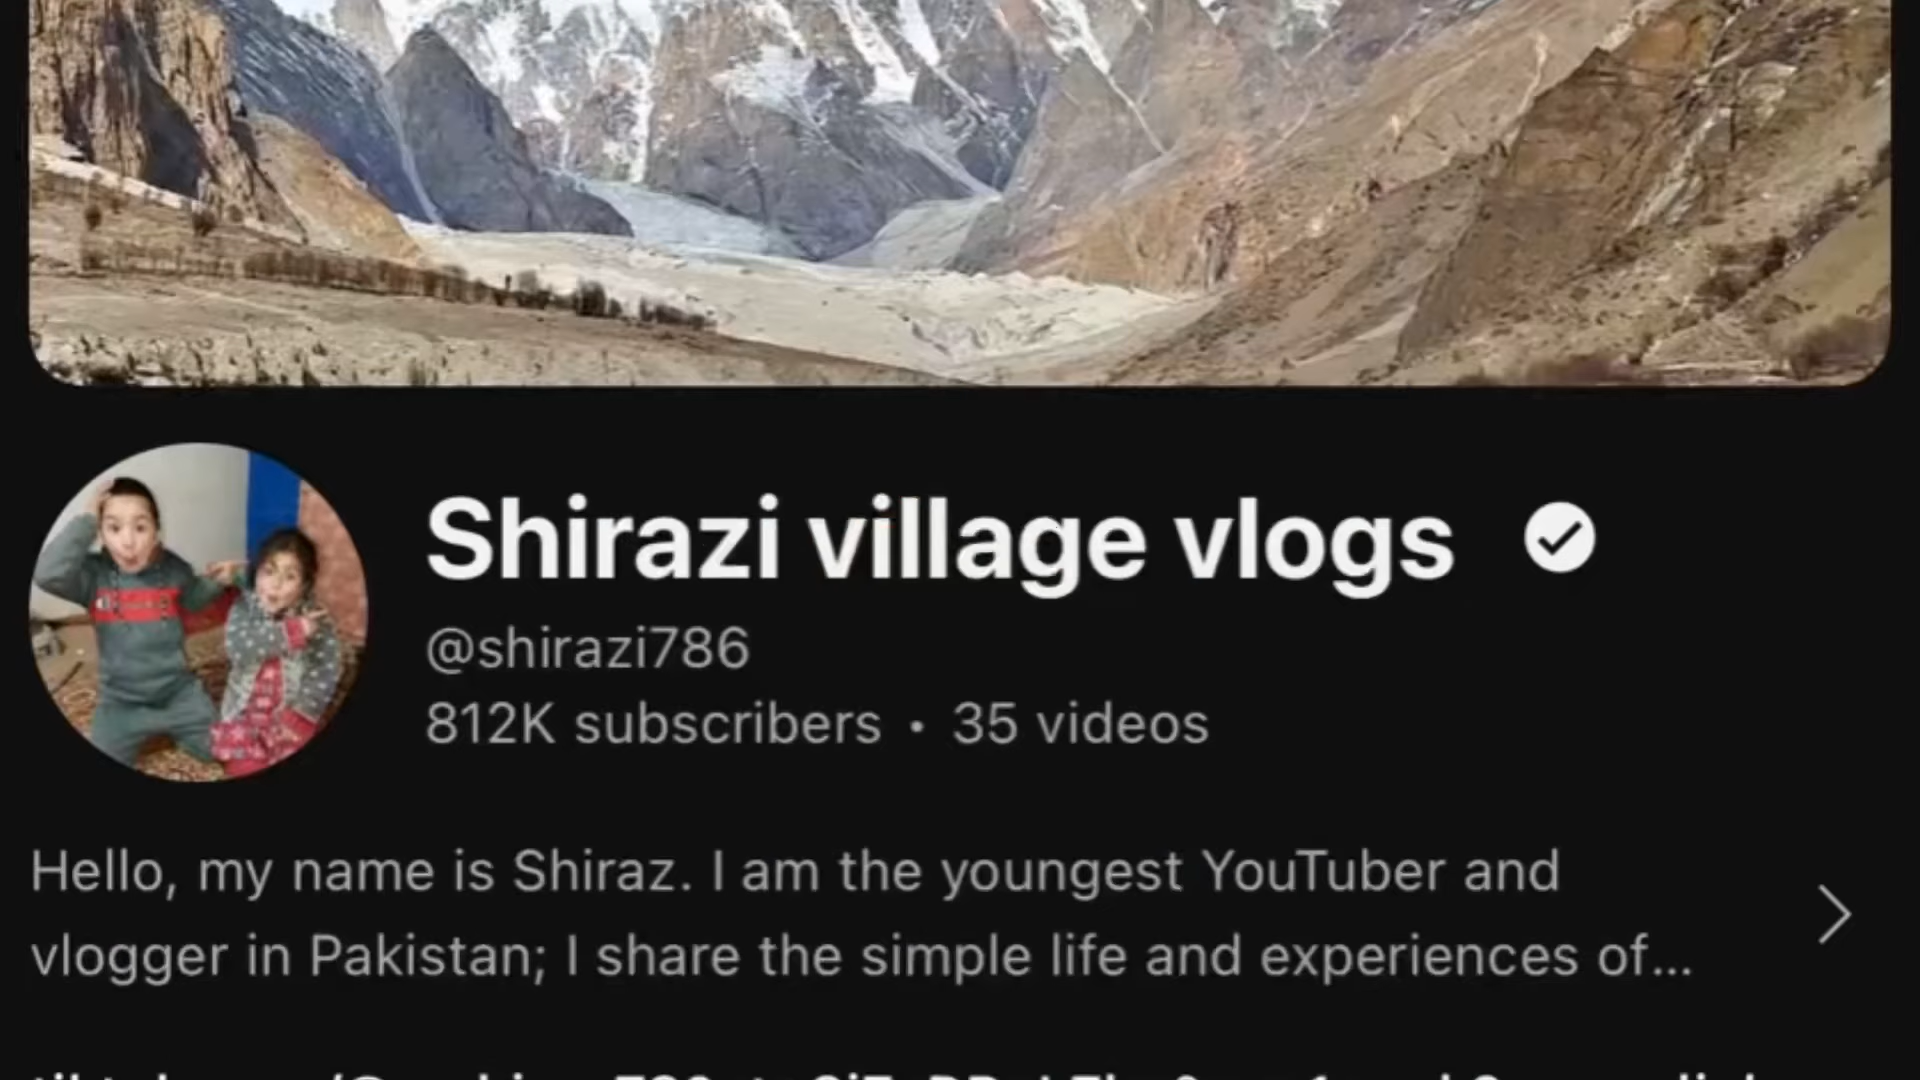 Shirazi village vlogs
@shirazi786
812K subscribers • 35 videos
Hello, my name is Shiraz. I am the youngest YouTuber and
vlogger in Pakistan; I share the simple life and experiences of...